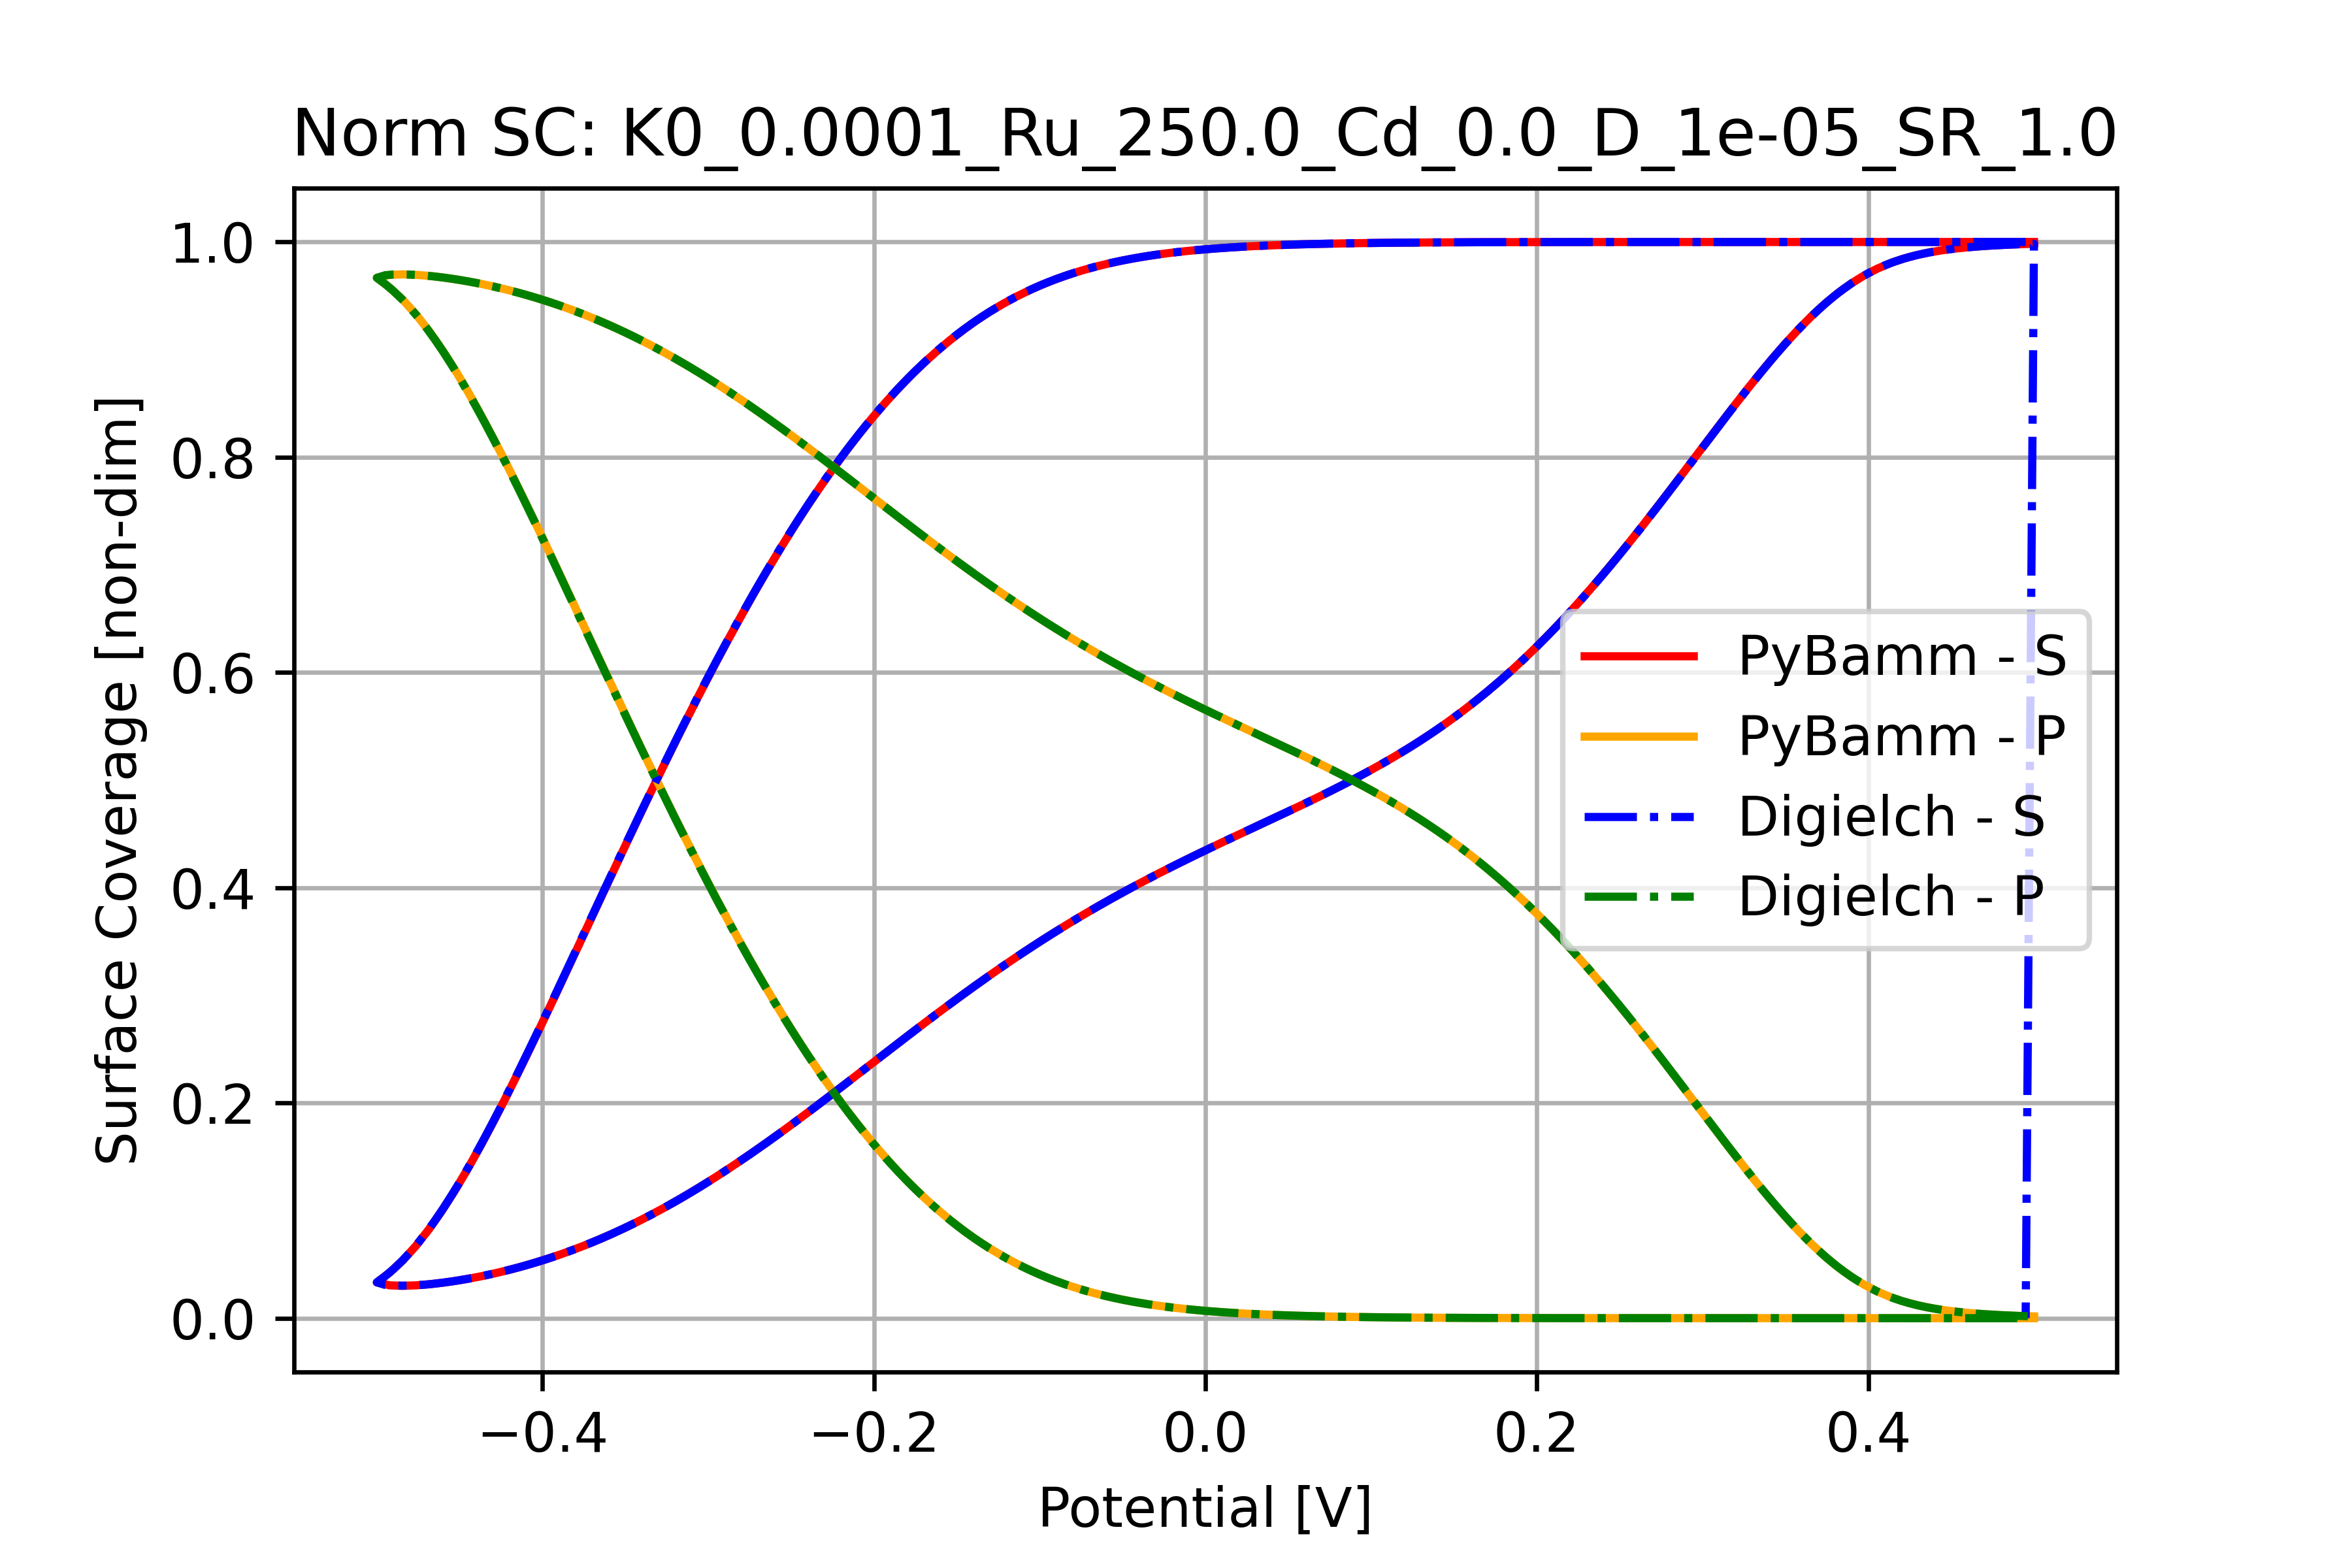 Norm SC: K0_0.0001_Ru_250.0_Cd_0.0_D_1e-05_SR_1.0
Surface Coverage [non-dim]
1.0
0.8
0.6
0.4
0.2
0.0
PyBamm - S
PyBamm - P
Digielch - S
Digielch - P
−0.4 −0.2 0.0 0.2 0.4
Potential [V]